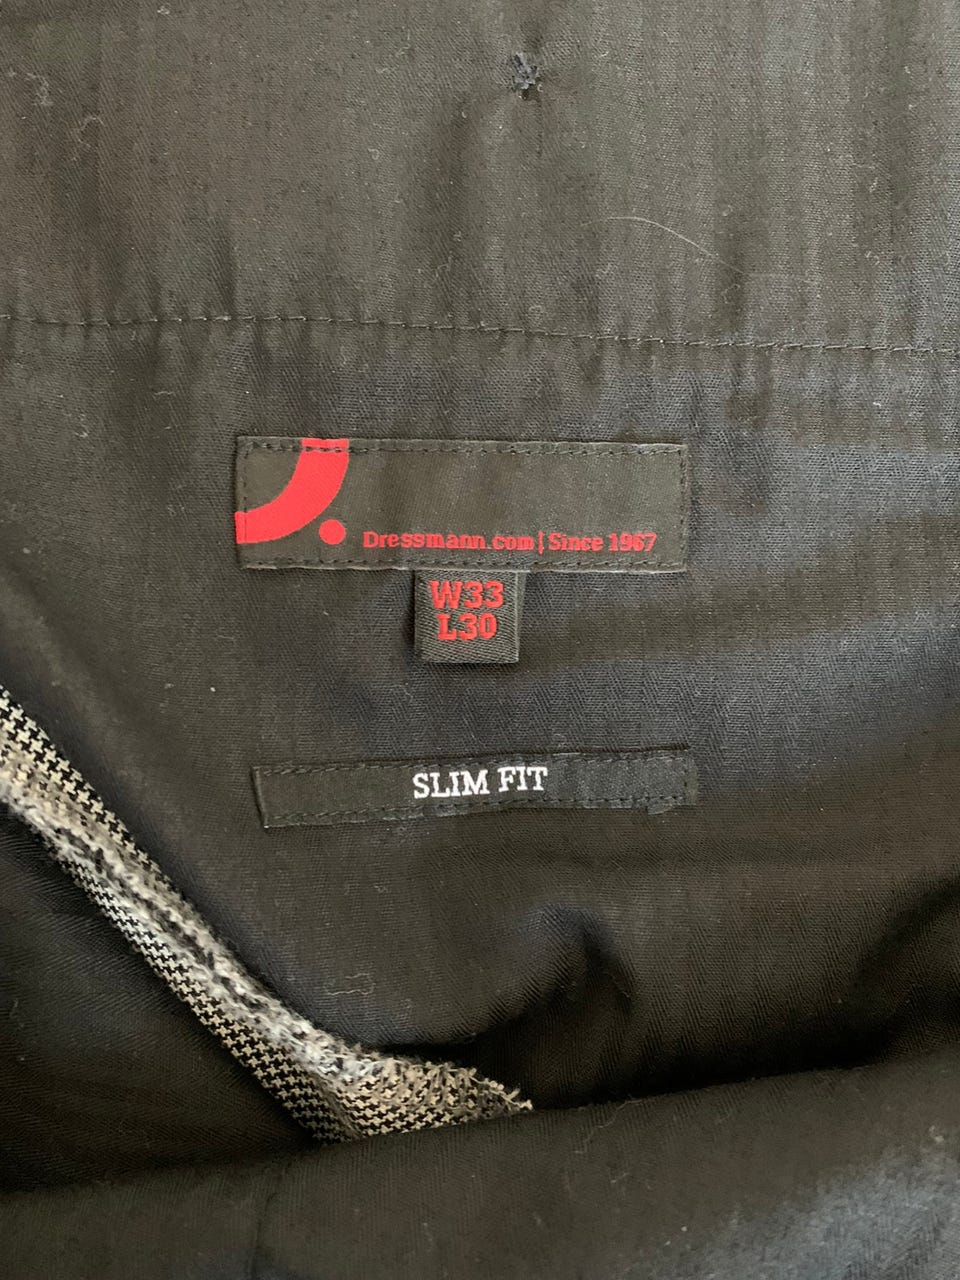 Dressmann.com | Since 1967
W33
L30
SLIM FIT